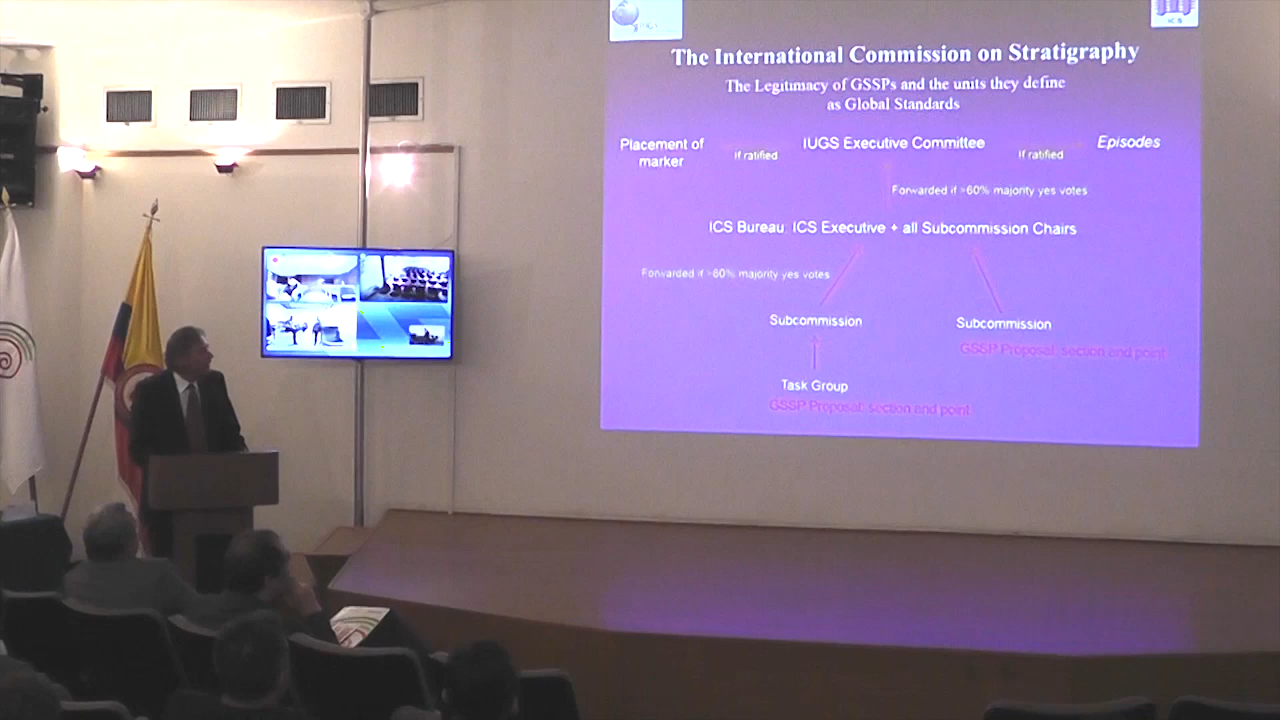 IUGS
ICS
The International Commission on Stratigraphy
The Legitimacy of GSSPs and the units they define
as Global Standards
Placement of
marker
If ratified
IUGS Executive Committee
If ratified
Episodes
Forwarded if >60% majority yes votes
ICS Bureau: ICS Executive + all Subcommission Chairs
Forwarded if >60% majority yes votes
Subcommission
Subcommission
GSSP Proposal: section and point
Task Group
GSSP Proposal: section and point